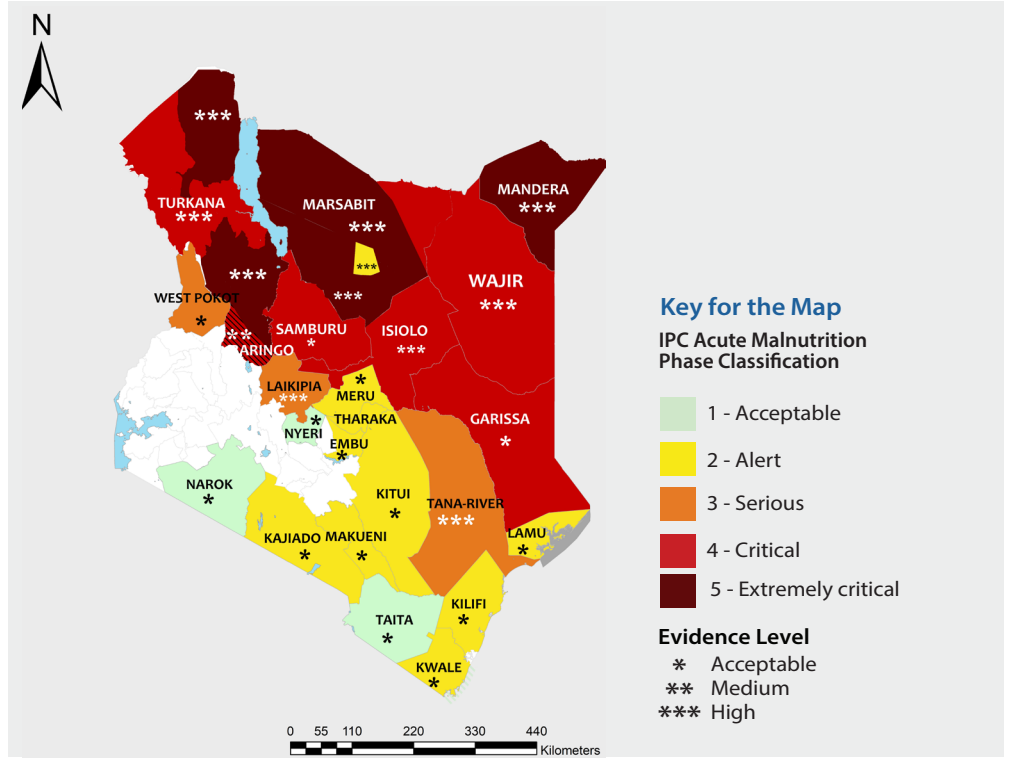 N
***
MANDERA
***
TURKANA
***
MARSABIT
***
***
***
***
WAJIR
***
WEST POKOT
*
**
BARINGO
SAMBURU
*
ISIOLO
***
LAIKIPIA
***
*
MERU
*
NYERI
THARAKA
EMBU
*
GARISSA
*
NAROK
*
KITUI
*
TANA-RIVER
***
KAJIADO
*
MAKUENI
*
LAMU
*
TAITA
*
KILIFI
*
KWALE
*
0 55 110 220 330 440
Kilometers
Key for the Map
IPC Acute Malnutrition
Phase Classification
1 - Acceptable
2 - Alert
3 - Serious
4 - Critical
5 - Extremely critical
Evidence Level
* Acceptable
** Medium
*** High